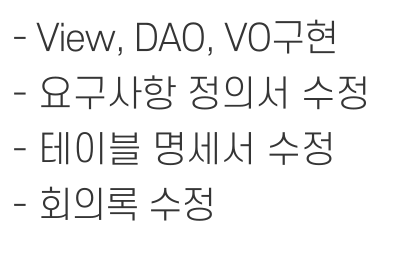 - View, DAO, VO구현
- 요구사항 정의서 수정
- 테이블 명세서 수정
- 회의록 수정